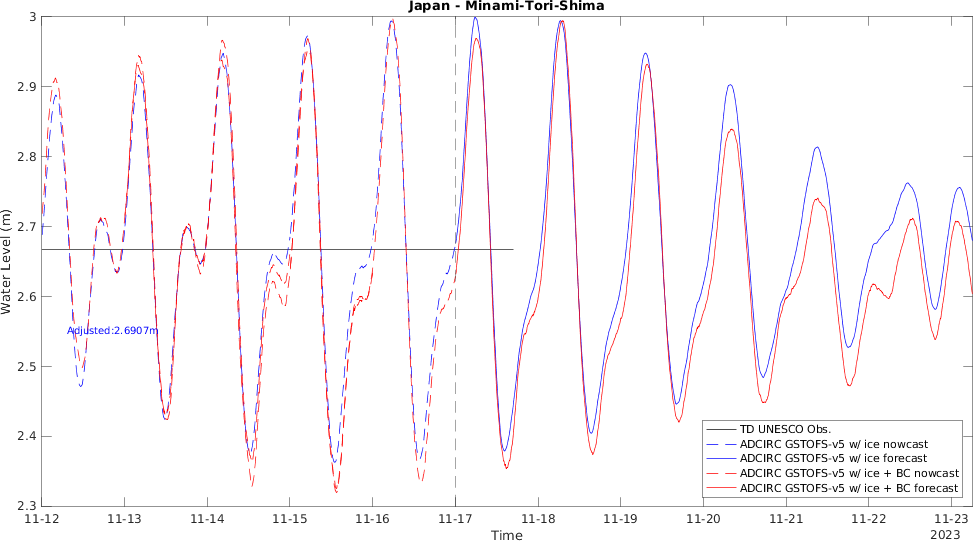 Japan - Minami-Tori-Shima
Water Level (m)
3
2.9
2.8
2.7
2.6
2.5
2.4
2.3
Adjusted:2.6907m
TD UNESCO Obs.
ADCIRC GSTOFS-v5 w/ ice nowcast
ADCIRC GSTOFS-v5 w/ ice forecast
ADCIRC GSTOFS-v5 w/ ice + BC nowcast
ADCIRC GSTOFS-v5 w/ ice + BC forecast
11-12 11-13 11-14 11-15 11-16 11-17 11-18 11-19 11-20 11-21 11-22 11-23
2023
Time